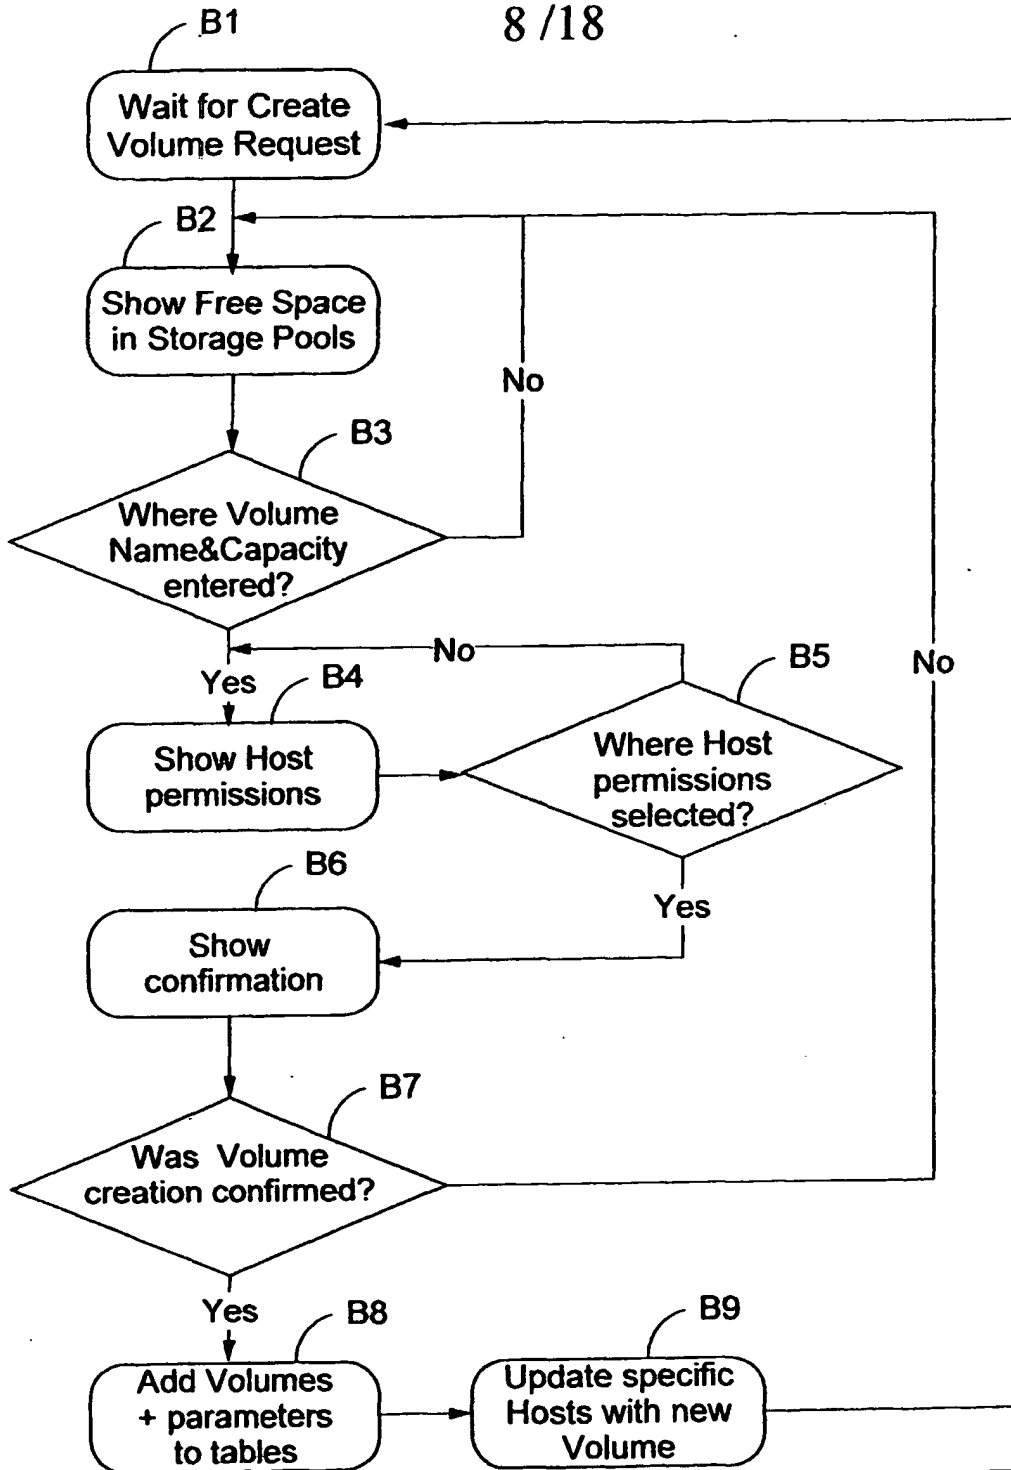 8 /18
B1
Wait for Create
Volume Request
B2
Show Free Space
in Storage Pools
No
B3
Where Volume
Name&Capacity
entered?
No
Yes
B4
Show Host
permissions
B5
Where Host
permissions
selected?
No
Yes
B6
Show
confirmation
B7
Was Volume
creation confirmed?
Yes
B8
Add Volumes
+ parameters
to tables
B9
Update specific
Hosts with new
Volume